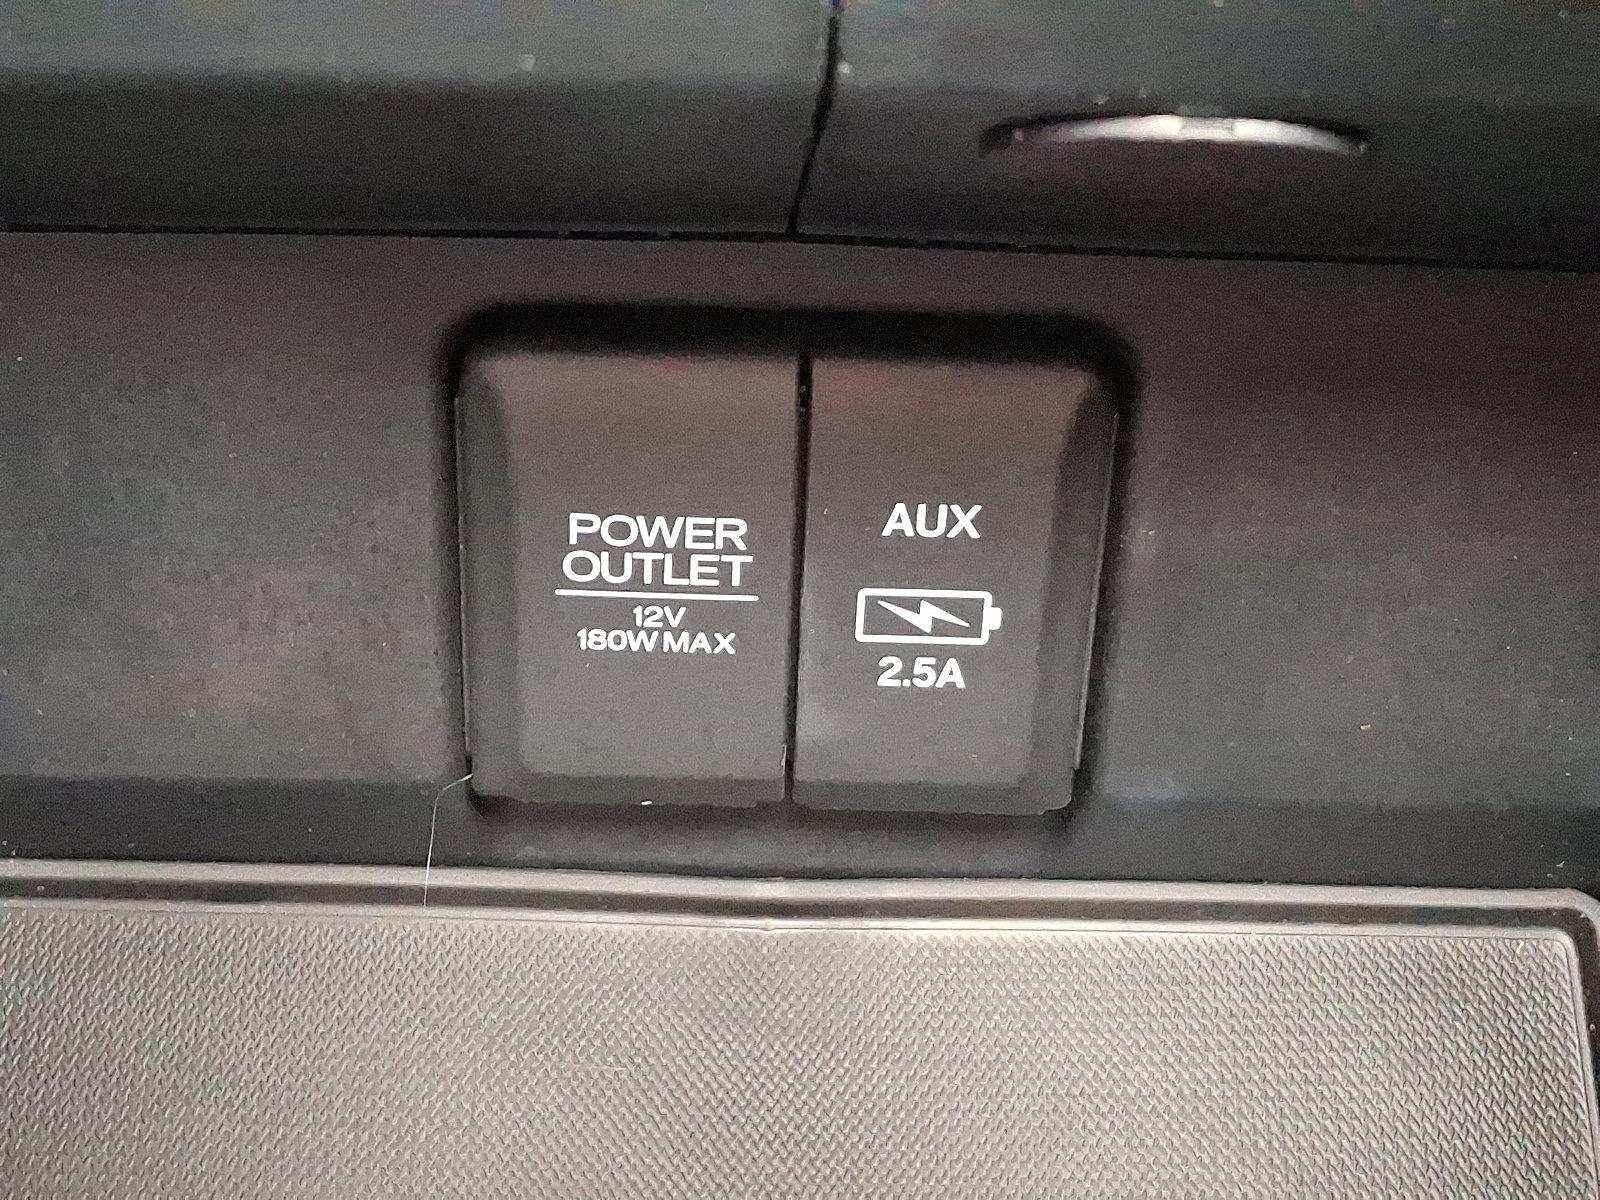 POWER
OUTLET
12V
180W MAX
AUX
2.5A